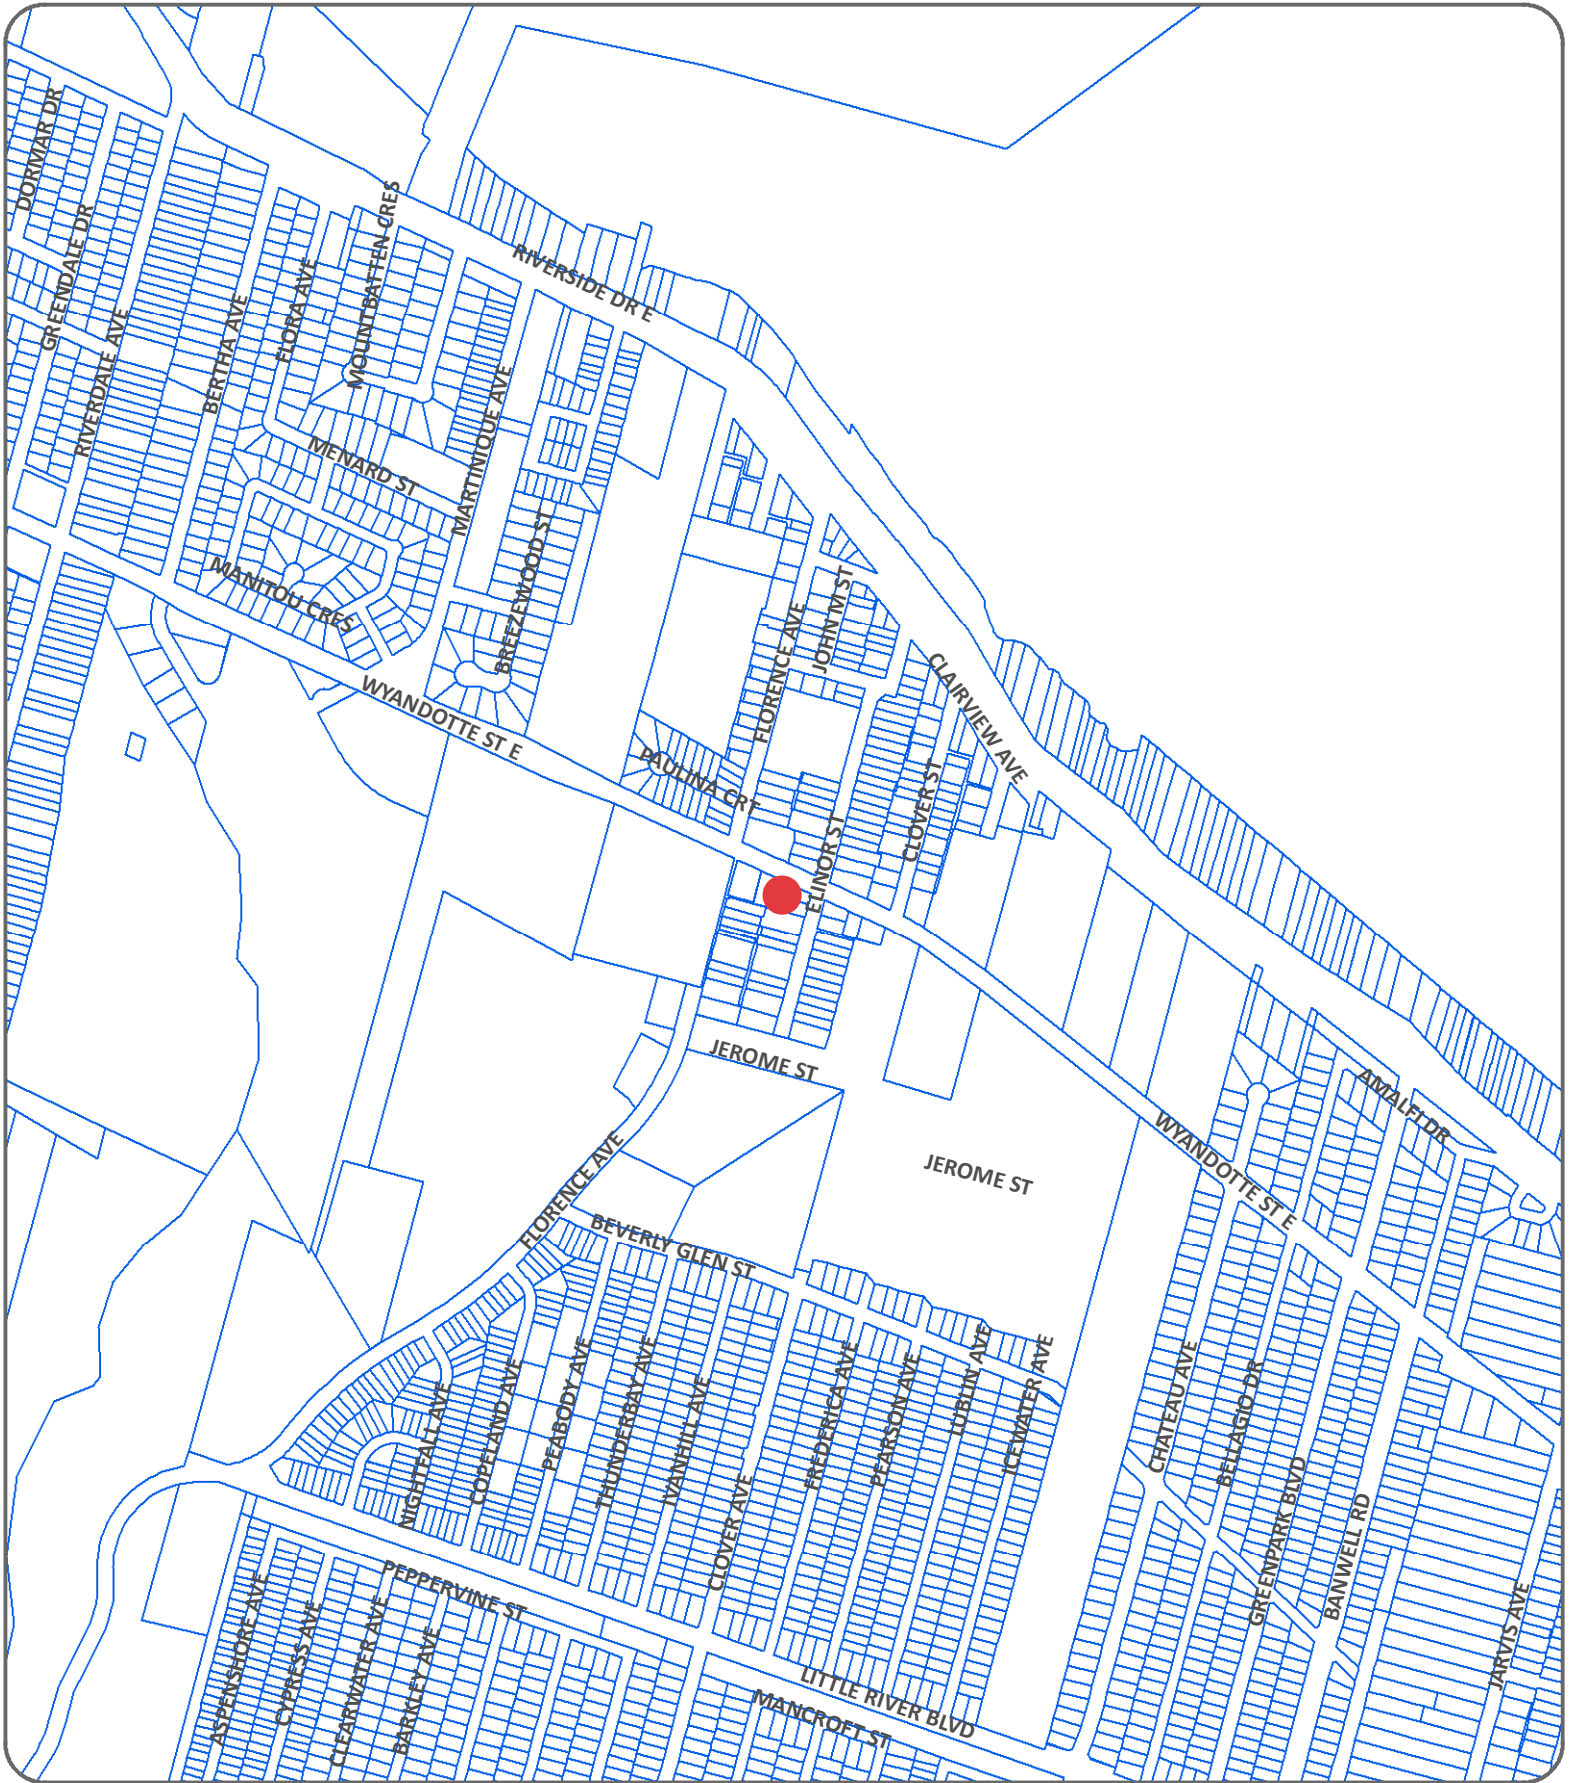 DORMAR DR
GREENDALE DR
RIVERDALE AVE
BERTHA AVE
FLORA AVE
MOUNTBATTEN CRES
RIVERSIDE DR E
MENARD ST
MARTINIQUE AVE
BREEZEWOOD ST
MANITOU CRES
WYANDOTTE ST E
JOHN M ST
FLORENCE AVE
CLAIRVIEW AVE
PAULINA CRT
CLOVER ST
ELINOR ST
JEROME ST
AMALFI DR
JEROME ST
WYANDOTTE ST E
FLORENCE AVE
BEVERLY GLEN ST
NIGHTFALL AVE
COPELAND AVE
PEABODY AVE
THUNDERBAY AVE
IVANHILL AVE
CLOVER AVE
FREDERICA AVE
PEARSON AVE
LUBLIN AVE
ICEWATER AVE
CHATEAU AVE
BELLAGIO DR
GREENPARK BLVD
BANWELL RD
JARVIS AVE
PEPPERVINE ST
ASPENSHORE AVE
CYPRESS AVE
CLEARWATER AVE
BARKLEY AVE
LITTLE RIVER BLVD
MANCROFT ST